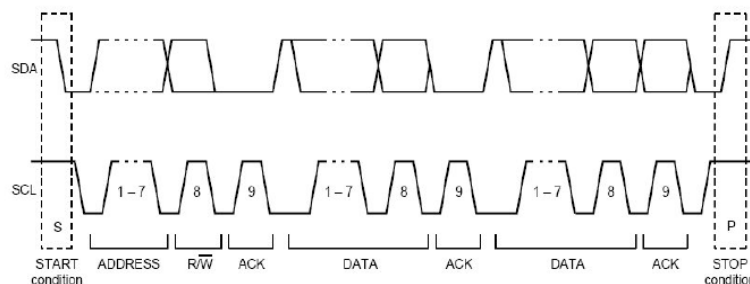 SDA
SCL
1 – 7 8 9 1 – 7 8 9 1 – 7 8 9
S P
START ADDRESS R/W̅ ACK DATA ACK DATA ACK STOP
condition condition